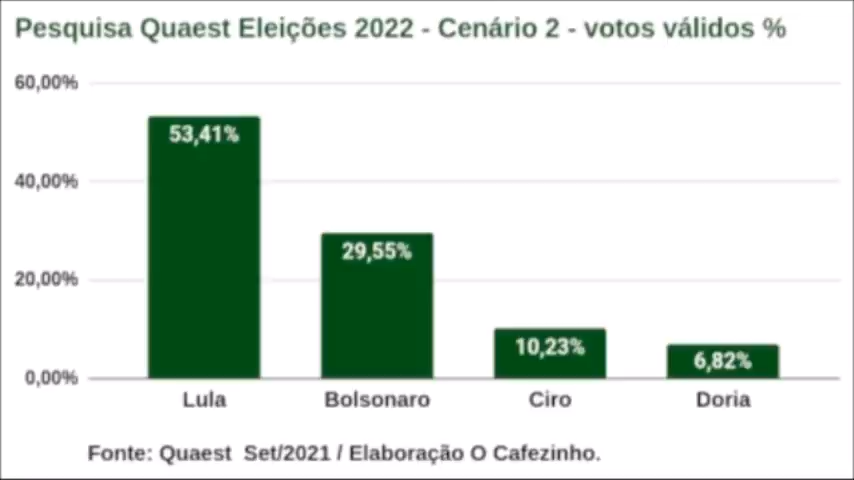 Pesquisa Quaest Eleições 2022 - Cenário 2 - votos válidos %
60,00%
53,41%
40,00%
29,55%
20,00%
10,23%
6,82%
0,00%
Lula Bolsonaro Ciro Doria
Fonte: Quaest Set/2021 / Elaboração O Cafezinho.